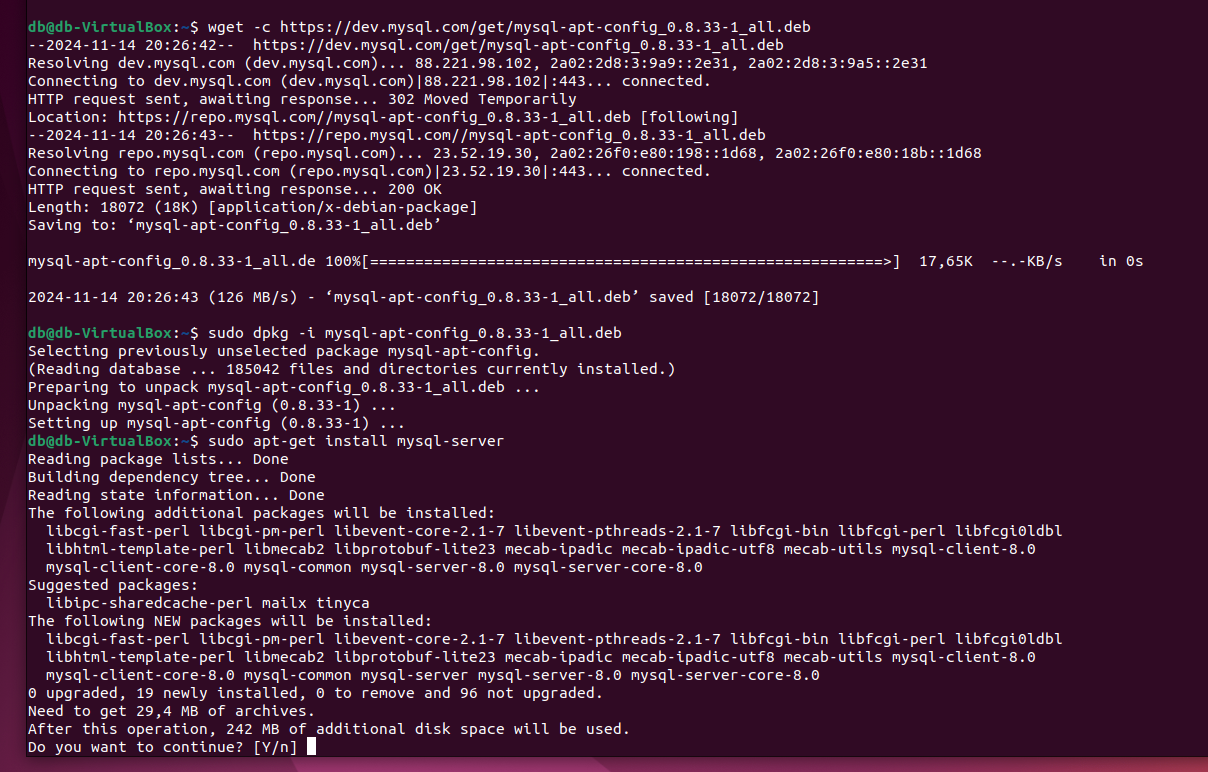 db@db-VirtualBox:~$ wget -c https://dev.mysql.com/get/mysql-apt-config_0.8.33-1_all.deb
--2024-11-14 20:26:42--  https://dev.mysql.com/get/mysql-apt-config_0.8.33-1_all.deb
Resolving dev.mysql.com (dev.mysql.com)... 88.221.98.102, 2a02:2d8:3:9a9::2e31, 2a02:2d8:3:9a5::2e31
Connecting to dev.mysql.com (dev.mysql.com)|88.221.98.102|:443... connected.
HTTP request sent, awaiting response... 302 Moved Temporarily
Location: https://repo.mysql.com//mysql-apt-config_0.8.33-1_all.deb [following]
--2024-11-14 20:26:43--  https://repo.mysql.com//mysql-apt-config_0.8.33-1_all.deb
Resolving repo.mysql.com (repo.mysql.com)... 23.52.19.30, 2a02:26f0:e80:198::1d68, 2a02:26f0:e80:18b::1d68
Connecting to repo.mysql.com (repo.mysql.com)|23.52.19.30|:443... connected.
HTTP request sent, awaiting response... 200 OK
Length: 18072 (18K) [application/x-debian-package]
Saving to: ‘mysql-apt-config_0.8.33-1_all.deb’
mysql-apt-config_0.8.33-1_all.de 100%[=========================================================>]  17,65K  --.-KB/s    in 0s
2024-11-14 20:26:43 (126 MB/s) - ‘mysql-apt-config_0.8.33-1_all.deb’ saved [18072/18072]
db@db-VirtualBox:~$ sudo dpkg -i mysql-apt-config_0.8.33-1_all.deb
Selecting previously unselected package mysql-apt-config.
(Reading database ... 185042 files and directories currently installed.)
Preparing to unpack mysql-apt-config_0.8.33-1_all.deb ...
Unpacking mysql-apt-config (0.8.33-1) ...
Setting up mysql-apt-config (0.8.33-1) ...
db@db-VirtualBox:~$ sudo apt-get install mysql-server
Reading package lists... Done
Building dependency tree... Done
Reading state information... Done
The following additional packages will be installed:
  libcgi-fast-perl libcgi-pm-perl libevent-core-2.1-7 libevent-pthreads-2.1-7 libfcgi-bin libfcgi-perl libfcgi0ldbl
  libhtml-template-perl libmecab2 libprotobuf-lite23 mecab-ipadic mecab-ipadic-utf8 mecab-utils mysql-client-8.0
  mysql-client-core-8.0 mysql-common mysql-server-8.0 mysql-server-core-8.0
Suggested packages:
  libipc-sharedcache-perl mailx tinyca
The following NEW packages will be installed:
  libcgi-fast-perl libcgi-pm-perl libevent-core-2.1-7 libevent-pthreads-2.1-7 libfcgi-bin libfcgi-perl libfcgi0ldbl
  libhtml-template-perl libmecab2 libprotobuf-lite23 mecab-ipadic mecab-ipadic-utf8 mecab-utils mysql-client-8.0
  mysql-client-core-8.0 mysql-common mysql-server mysql-server-8.0 mysql-server-core-8.0
0 upgraded, 19 newly installed, 0 to remove and 96 not upgraded.
Need to get 29,4 MB of archives.
After this operation, 242 MB of additional disk space will be used.
Do you want to continue? [Y/n]